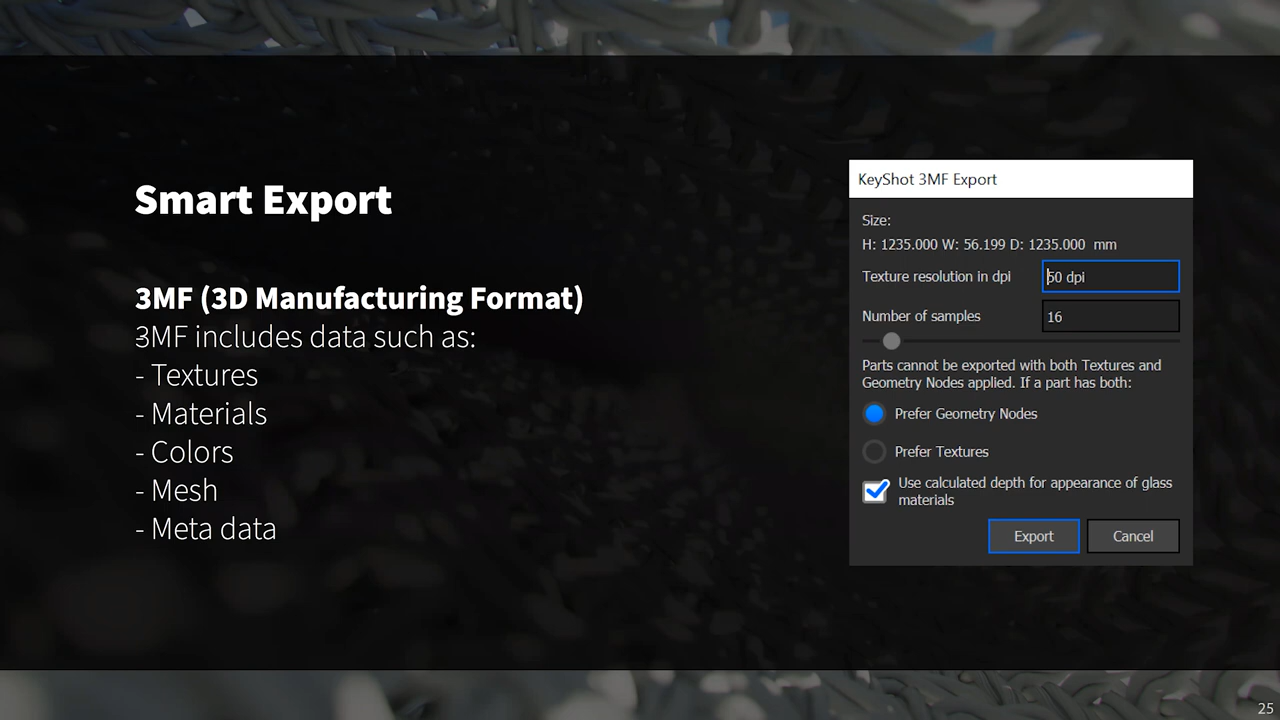 Smart Export
3MF (3D Manufacturing Format)
3MF includes data such as:
- Textures
- Materials
- Colors
- Mesh
- Meta data
KeyShot 3MF Export
Size:
H: 1235.000 W: 56.199 D: 1235.000 mm
Texture resolution in dpi
50 dpi
Number of samples
16
Parts cannot be exported with both Textures and
Geometry Nodes applied. If a part has both:
Prefer Geometry Nodes
Prefer Textures
Use calculated depth for appearance of glass
materials
Export
Cancel
25